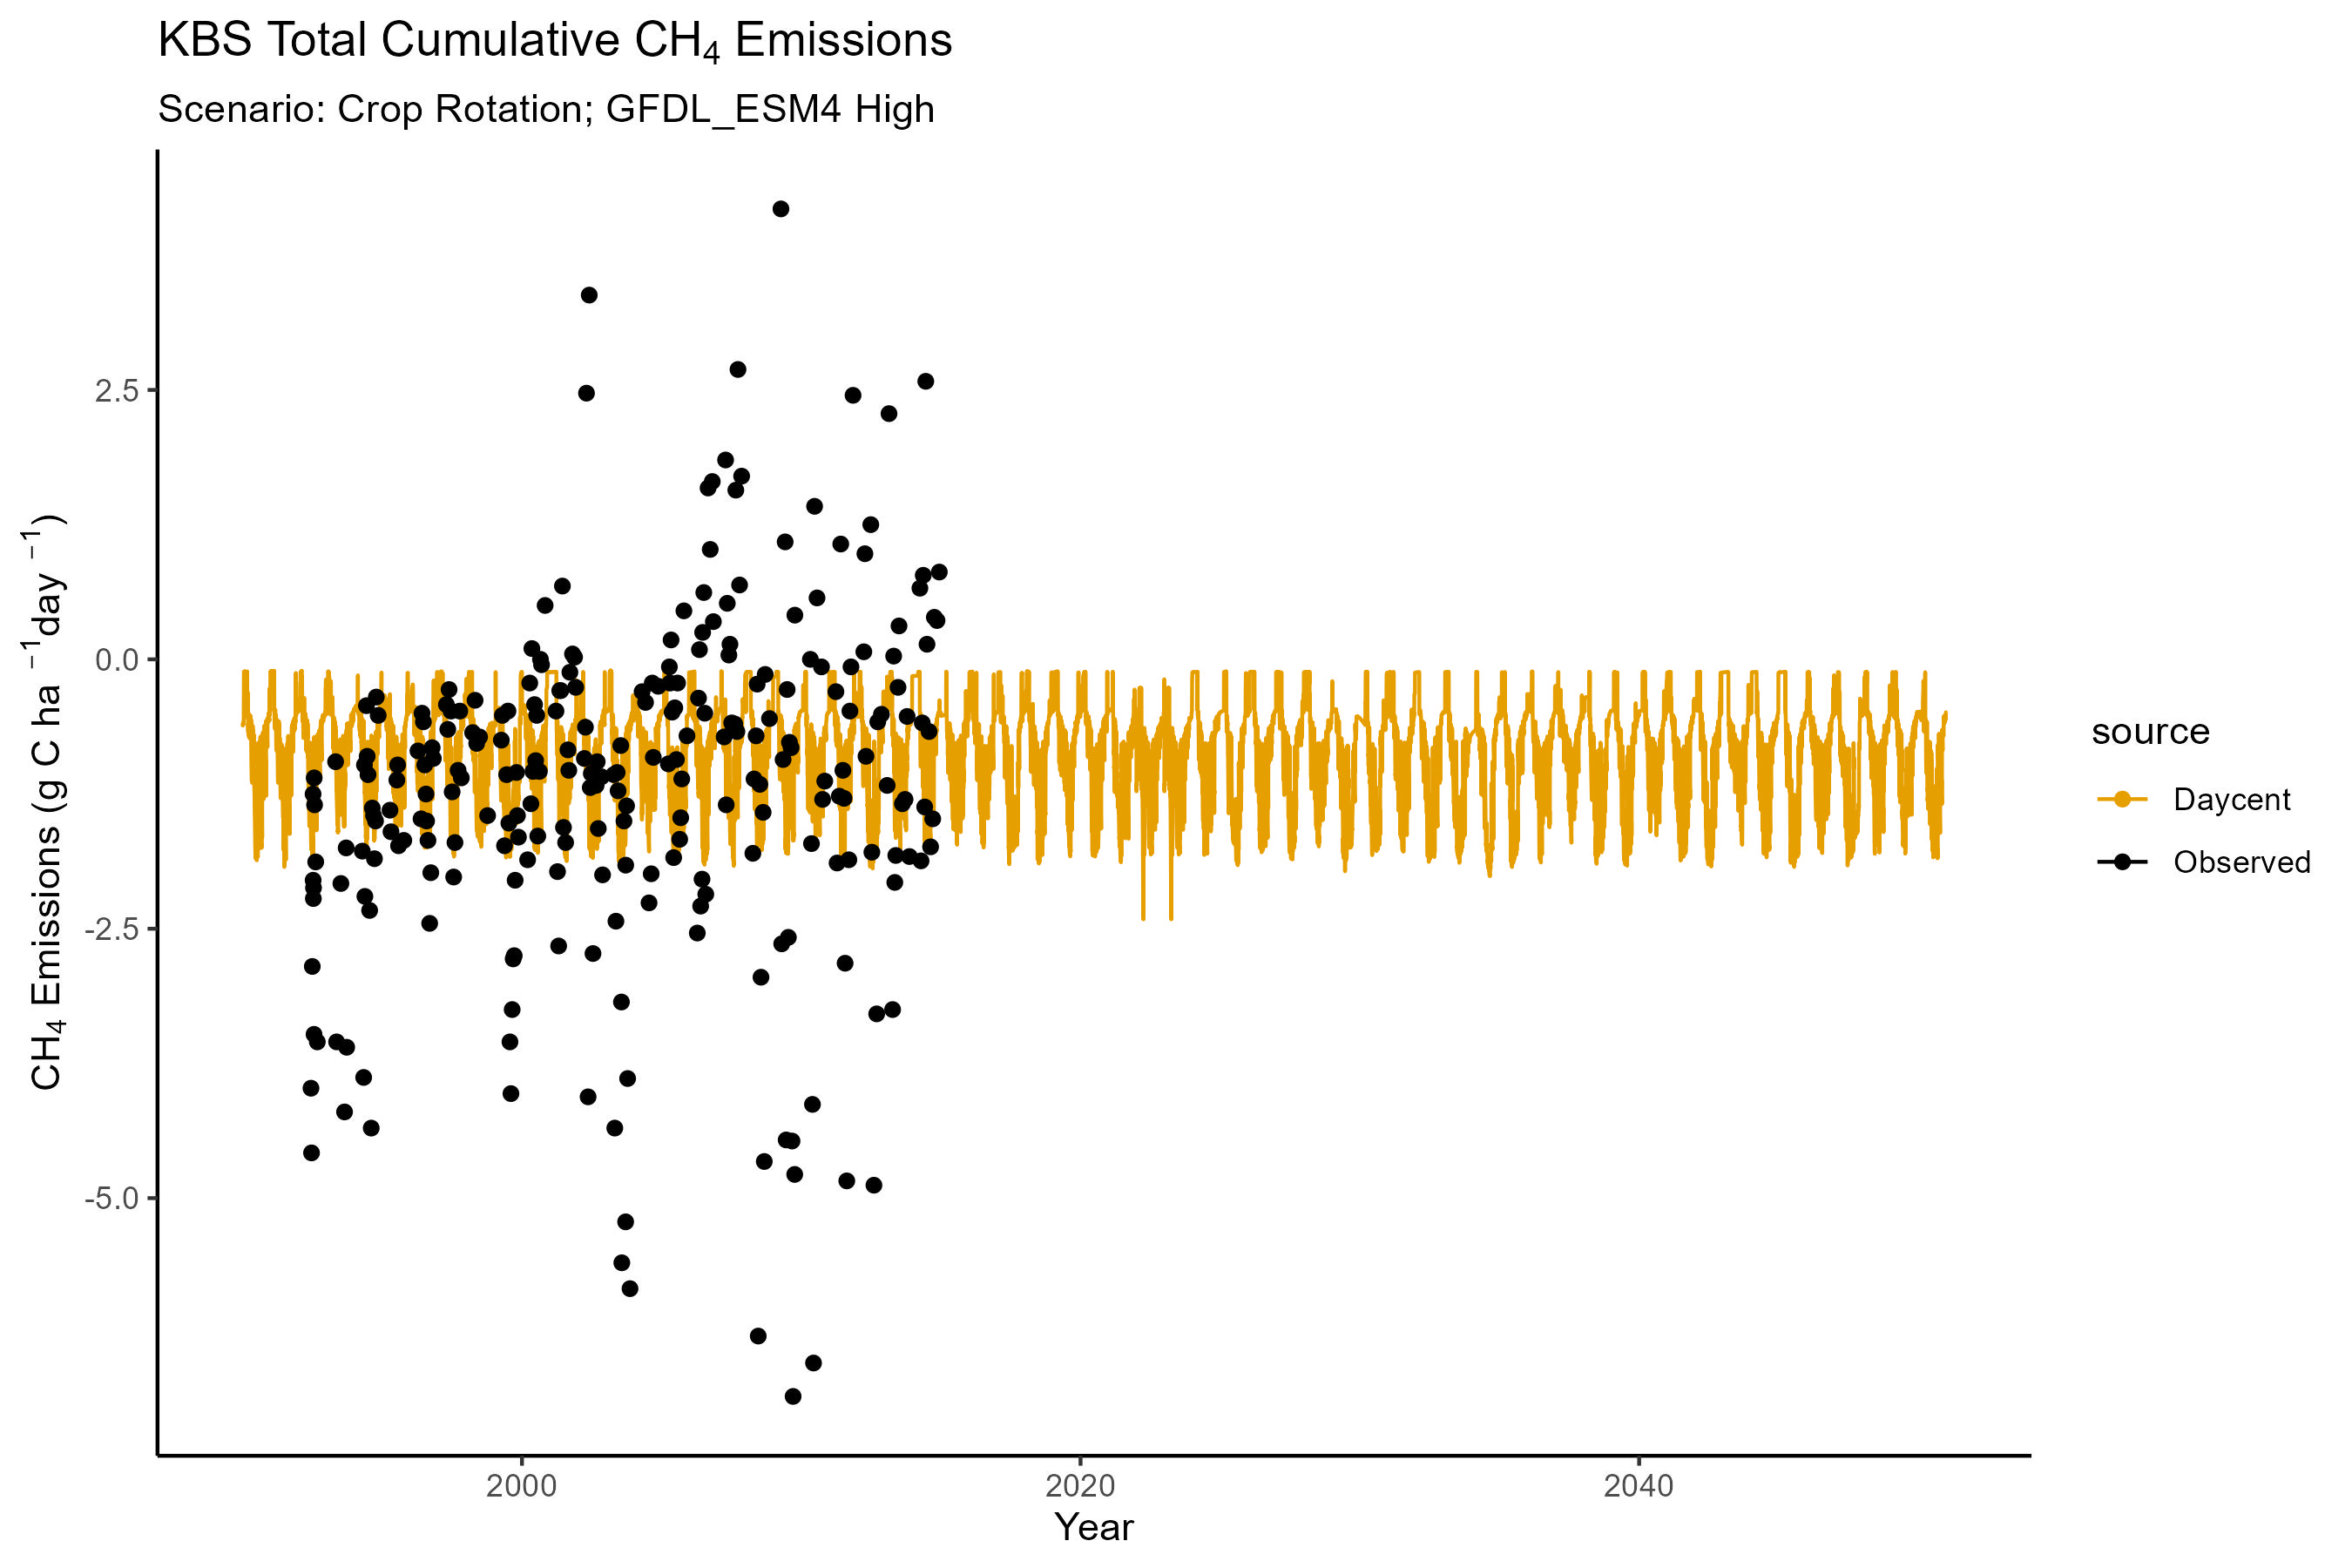 KBS Total Cumulative CH₄ Emissions
Scenario: Crop Rotation; GFDL_ESM4 High
CH₄ Emissions (g C ha ⁻¹day ⁻¹)
2.5
0.0
-2.5
-5.0
2000
2020
2040
Year
source
Daycent
Observed